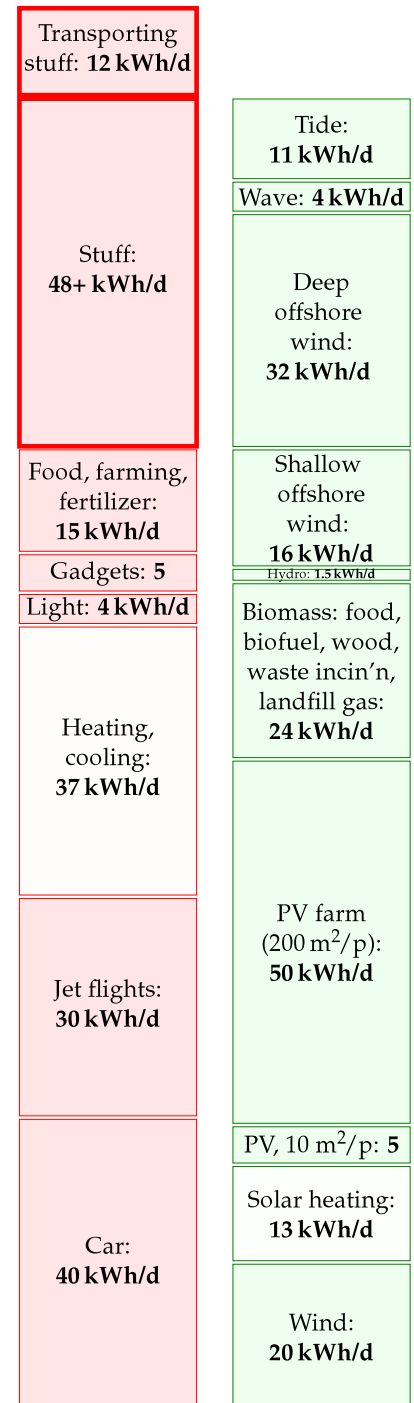 Transporting
stuff: 12 kWh/d
Stuff:
48+ kWh/d
Food, farming,
fertilizer:
15 kWh/d
Gadgets: 5
Light: 4 kWh/d
Heating,
cooling:
37 kWh/d
Jet flights:
30 kWh/d
Car:
40 kWh/d
Tide:
11 kWh/d
Wave: 4 kWh/d
Deep
offshore
wind:
32 kWh/d
Shallow
offshore
wind:
16 kWh/d
Hydro: 1.5 kWh/d
Biomass: food,
biofuel, wood,
waste incin’n,
landfill gas:
24 kWh/d
PV farm
(200 m²/p):
50 kWh/d
PV, 10 m²/p: 5
Solar heating:
13 kWh/d
Wind:
20 kWh/d